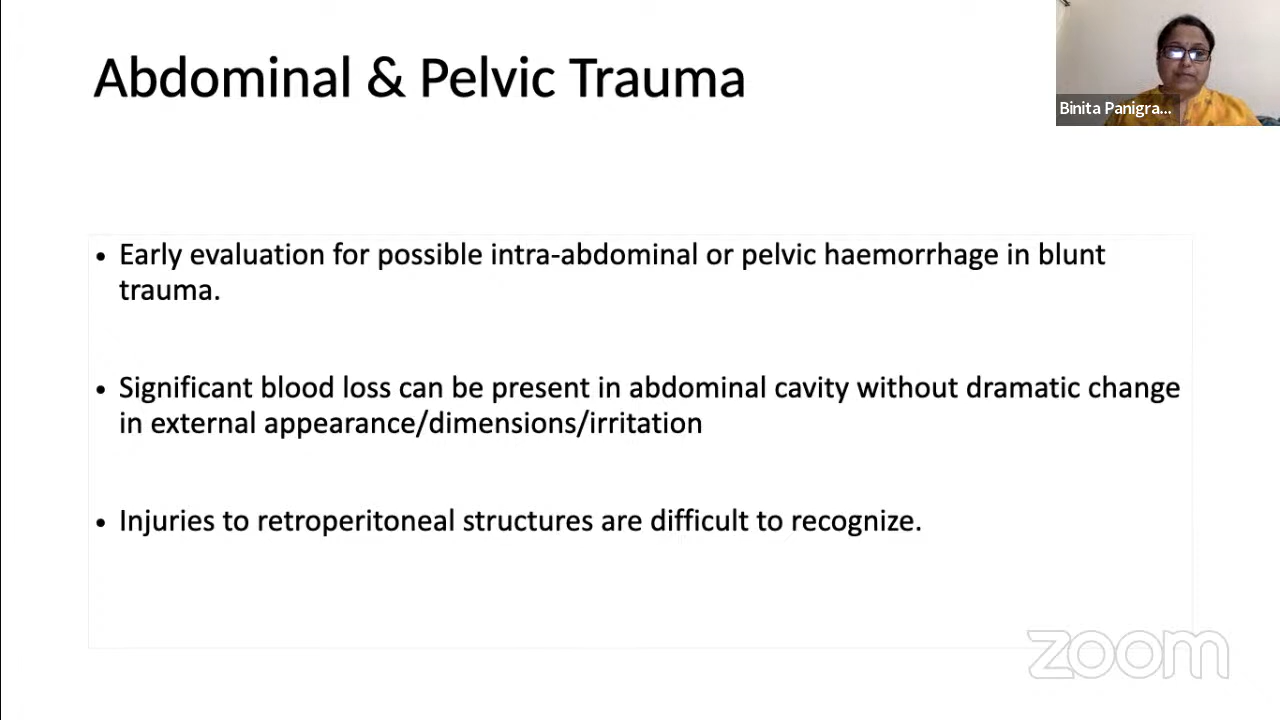 Abdominal & Pelvic Trauma
Binita Panigra...
• Early evaluation for possible intra-abdominal or pelvic haemorrhage in blunt
trauma.
• Significant blood loss can be present in abdominal cavity without dramatic change
in external appearance/dimensions/irritation
• Injuries to retroperitoneal structures are difficult to recognize.
zoom